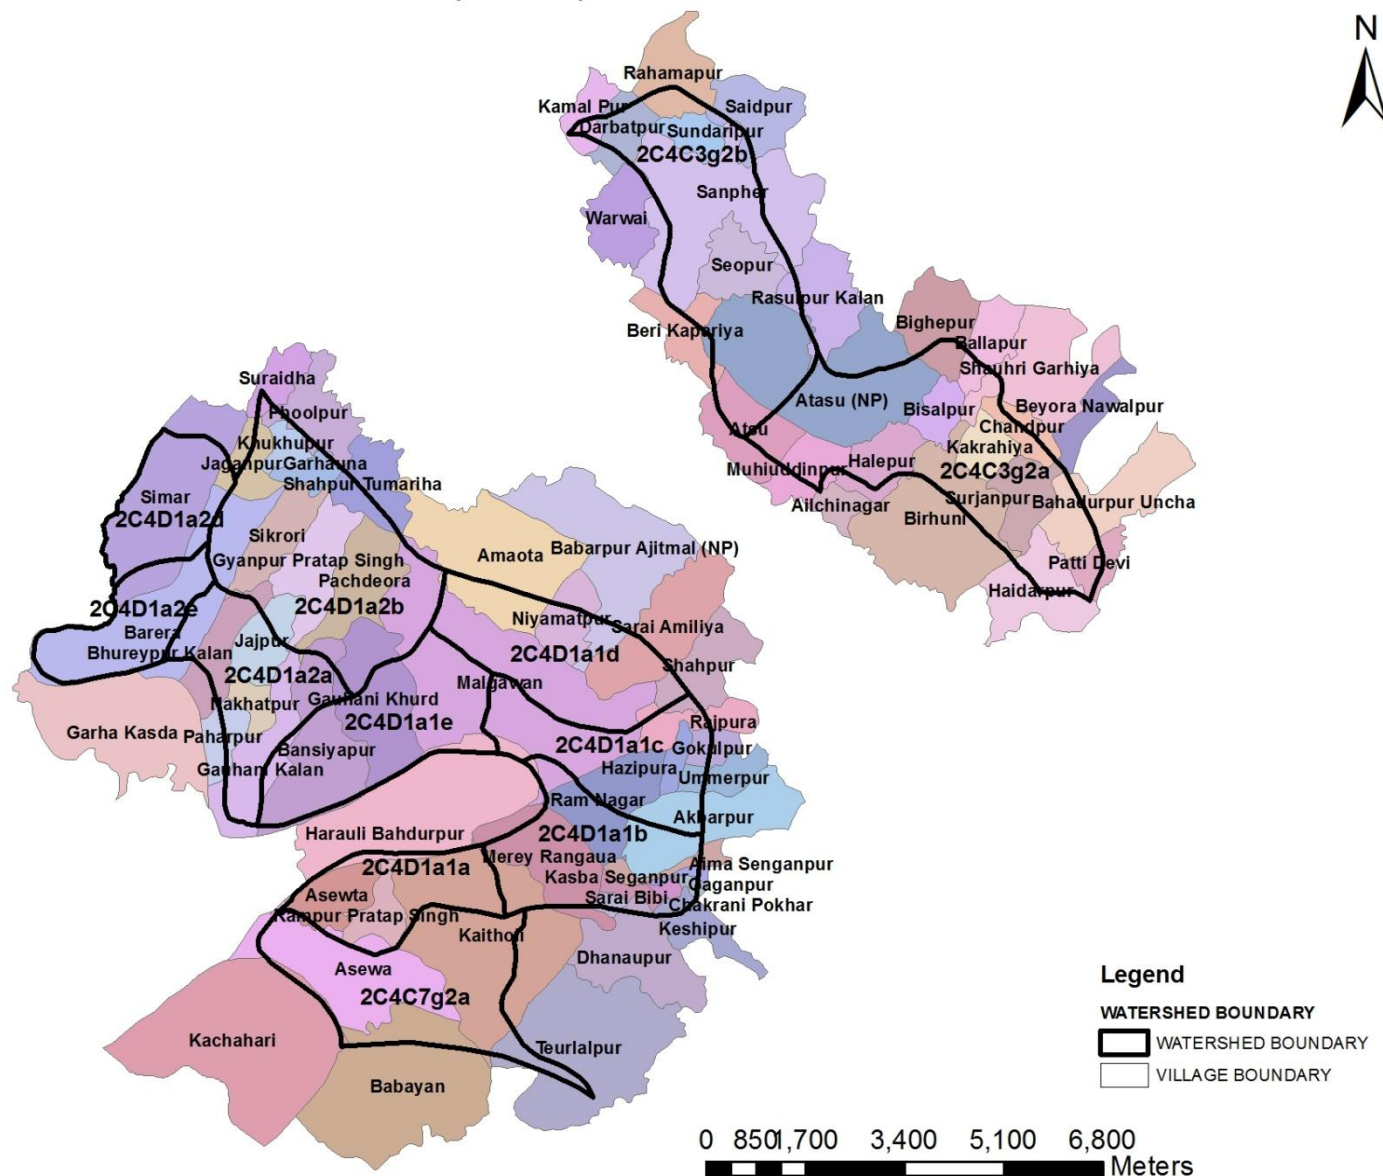 N
Rahamapur
Kamal Pur
Saidpur
Darbatpur
Sundaripur
2C4C3g2b
Sanpher
Warwai
Seopur
Rasulpur Kalan
Beri Kapariya
Bighepur
Ballapur
Shauhri Garhiya
Atasu (NP)
Bisalpur
Beyora Nawalpur
Chandpur
Atsu
Kakrahiya
Muhiuddinpur
Halepur
2C4C3g2a
Ailchinagar
Surjanpur
Bahadurpur Uncha
Birhuni
Patti Devi
Haidarpur
Suraidha
Phoolpur
Khukhupur
Jaganpur
Garhauna
Simar
Shahpur Tumariha
2C4D1a2d
Sikrori
Gyanpur Pratap Singh
Pachdeora
Amaota
Babarpur Ajitmal (NP)
2C4D1a2e
2C4D1a2b
Niyamatpur
Sarai Amiliya
Barera
Jajpur
2C4D1a1d
Bhureypur Kalan
Shahpur
2C4D1a2a
Malgawan
Nakhatpur
Gauhani Khurd
2C4D1a1e
Rajpura
Garha Kasda
Paharpur
Bansiyapur
2C4D1a1c
Gokulpur
Gauhani Kalan
Hazipura
Ummerpur
Ram Nagar
Akbarpur
Harauli Bahdurpur
2C4D1a1b
2C4D1a1a
Merey Rangaua
Aima Senganpur
Kasba Seganpur
Gaganpur
Asewta
Sarai Bibi
Chakrani Pokhar
Rampur Pratap Singh
Kaitholi
Keshipur
Asewa
Dhanaupur
2C4C7g2a
Kachahari
Teurlalpur
Babayan
Legend
WATERSHED BOUNDARY
WATERSHED BOUNDARY
VILLAGE BOUNDARY
0 850 1,700 3,400 5,100 6,800
Meters